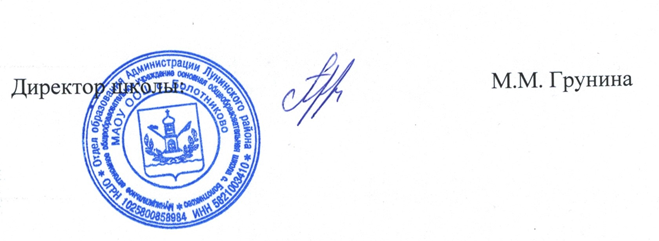 Директор школы: М.М. Грунина
* Отдел образования Администрации Лунинского района
* ОГРН 1025800858984 ИНН 5821003410 *
Муниципальное автономное общеобразовательное учреждение основная общеобразовательная школа с. Болотниково *
МАОУ ООШ с. Болотниково